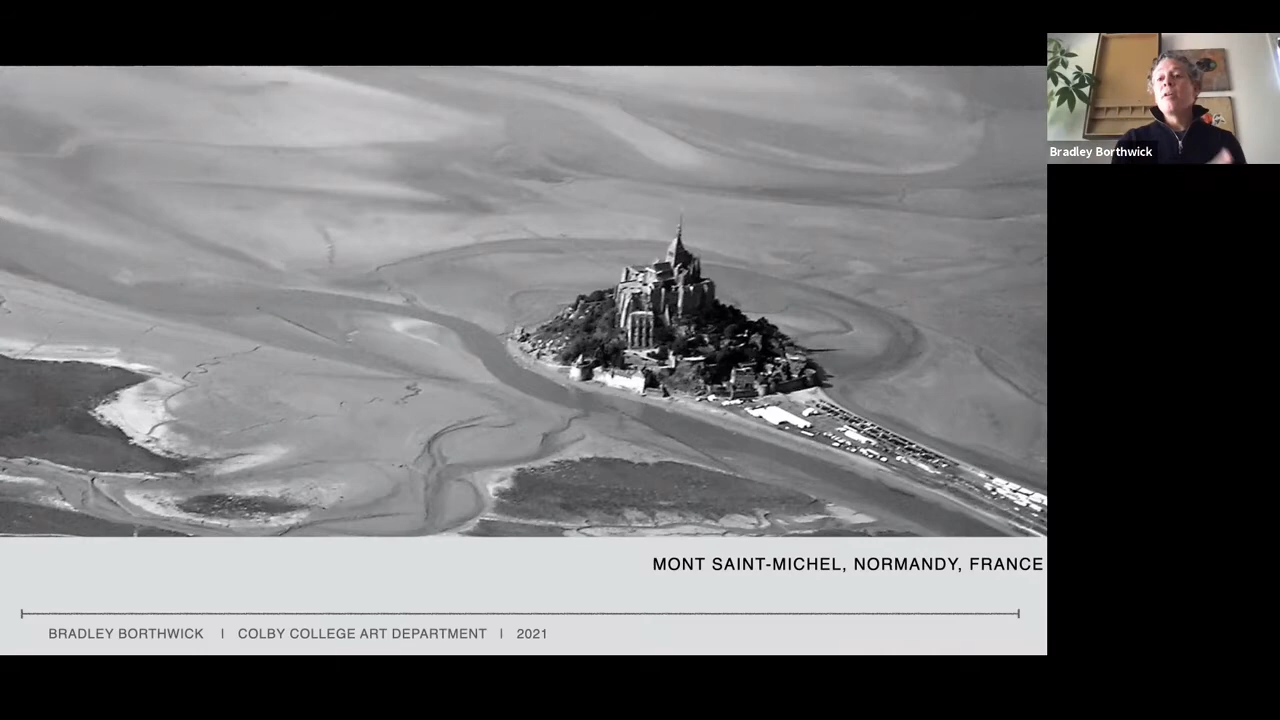 Bradley Borthwick
MONT SAINT-MICHEL, NORMANDY, FRANCE
BRADLEY BORTHWICK | COLBY COLLEGE ART DEPARTMENT | 2021